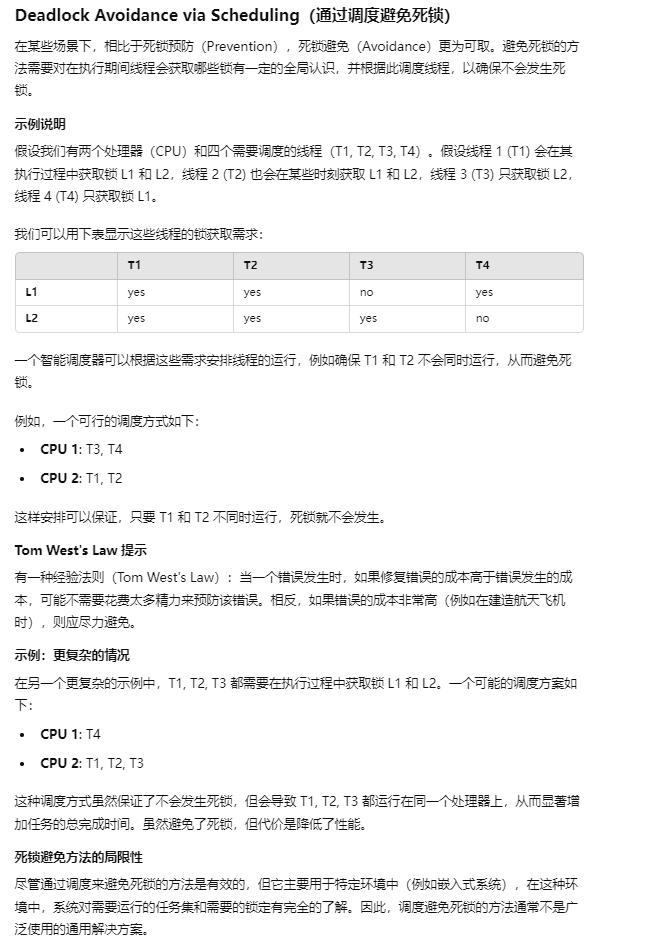 Deadlock Avoidance via Scheduling（通过调度避免死锁）
在某些场景下，相比于死锁预防（Prevention），死锁避免（Avoidance）更为可取。避免死锁的方
法需要对在执行期间线程会获取哪些锁有一定的全局认识，并根据此调度线程，以确保不会发生死
锁。
示例说明
假设我们有两个处理器（CPU）和四个需要调度的线程（T1, T2, T3, T4）。假设线程 1 (T1) 会在其
执行过程中获取锁 L1 和 L2，线程 2 (T2) 也会在某些时刻获取 L1 和 L2，线程 3 (T3) 只获取锁 L2，
线程 4 (T4) 只获取锁 L1。
我们可以用下表显示这些线程的锁获取需求：
T1 T2 T3 T4
L1 yes yes no yes
L2 yes yes yes no
一个智能调度器可以根据这些需求安排线程的运行，例如确保 T1 和 T2 不会同时运行，从而避免死
锁。
例如，一个可行的调度方式如下：
• CPU 1: T3, T4
• CPU 2: T1, T2
这样安排可以保证，只要 T1 和 T2 不同时运行，死锁就不会发生。
Tom West's Law 提示
有一种经验法则（Tom West's Law）：当一个错误发生时，如果修复错误的成本高于错误发生的成
本，可能不需要花费太多精力来预防该错误。相反，如果错误的成本非常高（例如在建造航天飞机
时），则应尽力避免。
示例：更复杂的情况
在另一个更复杂的示例中，T1, T2, T3 都需要在执行过程中获取锁 L1 和 L2。一个可能的调度方案如
下：
• CPU 1: T4
• CPU 2: T1, T2, T3
这种调度方式虽然保证了不会发生死锁，但会导致 T1, T2, T3 都运行在同一个处理器上，从而显著增
加任务的总完成时间。虽然避免了死锁，但代价是降低了性能。
死锁避免方法的局限性
尽管通过调度来避免死锁的方法是有效的，但它主要用于特定环境中（例如嵌入式系统），在这种环
境中，系统对需要运行的任务集和需要的锁定有完全的了解。因此，调度避免死锁的方法通常不是广
泛使用的通用解决方案。